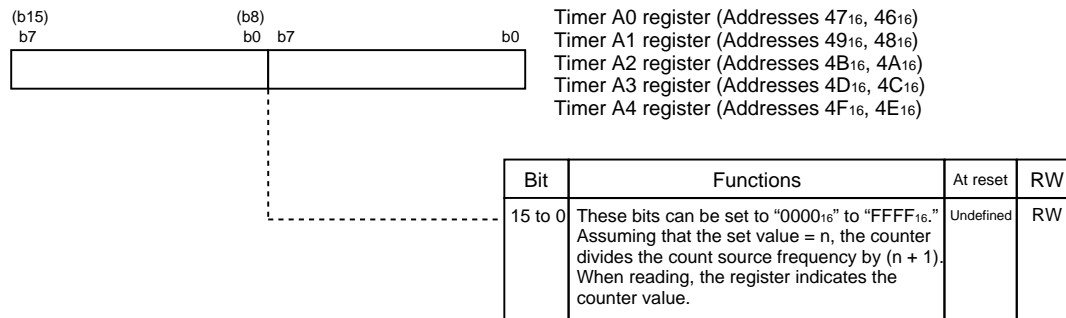 (b15) (b8)
b7 b0 b7 b0
Timer A0 register (Addresses 47₁₆, 46₁₆)
Timer A1 register (Addresses 49₁₆, 48₁₆)
Timer A2 register (Addresses 4B₁₆, 4A₁₆)
Timer A3 register (Addresses 4D₁₆, 4C₁₆)
Timer A4 register (Addresses 4F₁₆, 4E₁₆)
Bit Functions At reset RW
15 to 0 These bits can be set to “0000₁₆” to “FFFF₁₆.” Undefined RW
Assuming that the set value = n, the counter
divides the count source frequency by (n + 1).
When reading, the register indicates the
counter value.